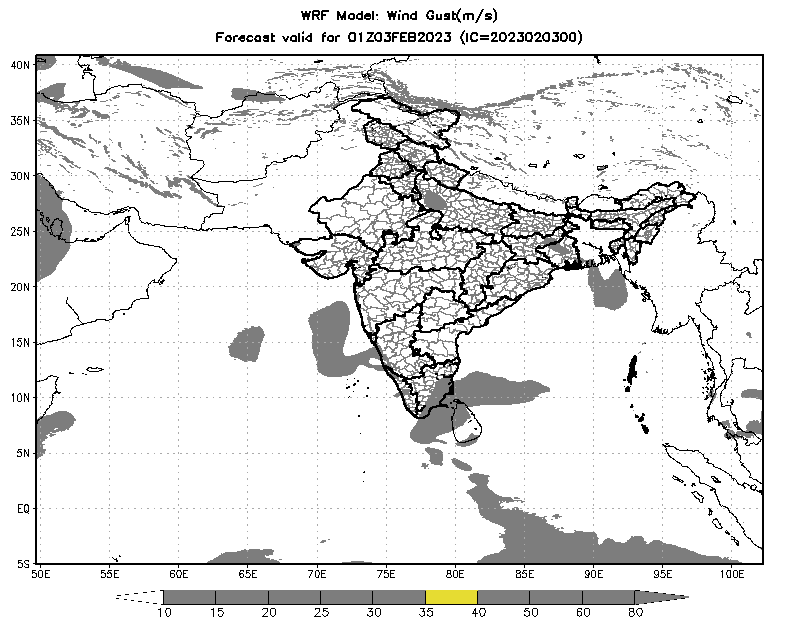 WRF Model: Wind Gust(m/s)
Forecast valid for 01Z03FEB2023 (IC=2023020300)
40N
35N
30N
25N
20N
15N
10N
5N
EQ
5S
50E 55E 60E 65E 70E 75E 80E 85E 90E 95E 100E
10 15 20 25 30 35 40 50 60 80